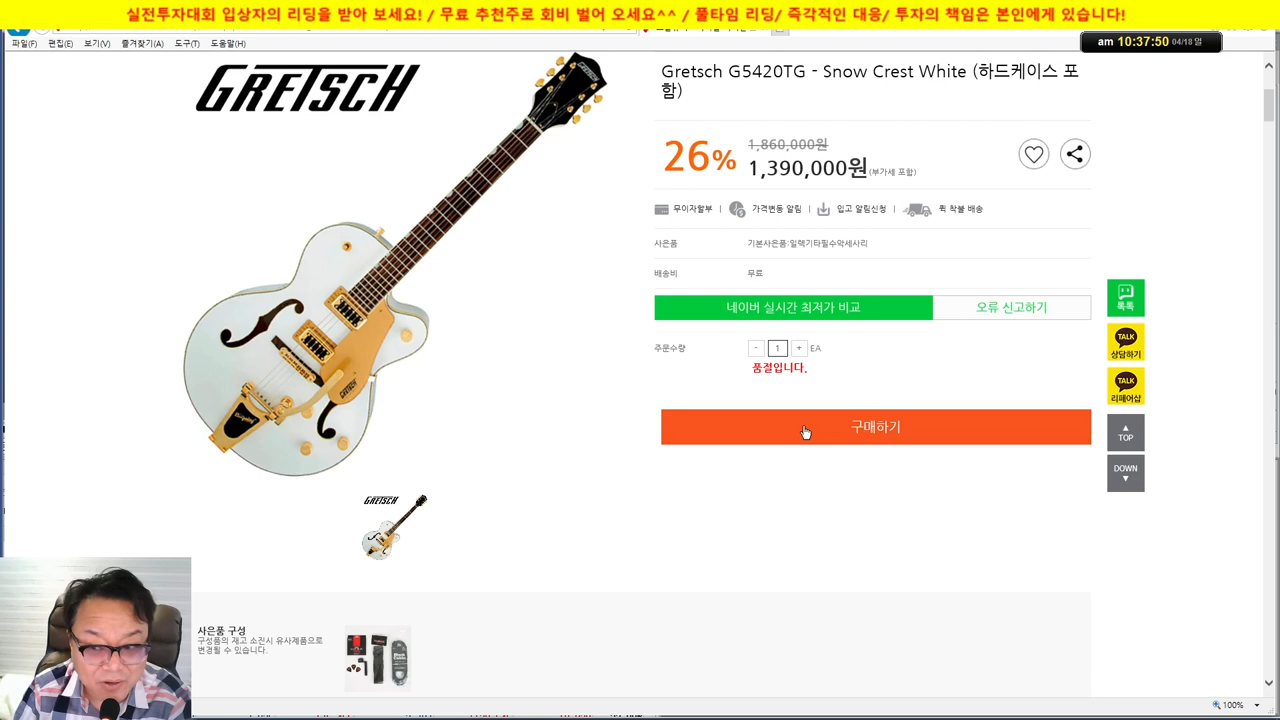 실전투자대회 입상자의 리딩을 받아 보세요! / 무료 추천주로 회비 벌어 오세요^^ / 풀타임 리딩/ 즉각적인 대응/ 투자의 책임은 본인에게 있습니다!
파일(F) 편집(E) 보기(V) 즐겨찾기(A) 도구(T) 도움말(H)
am 10:37:50 04/18 일
GRETSCH
Gretsch G5420TG - Snow Crest White (하드케이스 포
함)
26%
1,860,000원
1,390,000원(부가세 포함)
무이자할부 | 가격변동 알림 | 입고 알림신청 | 퀵 착불 배송
사은품 기본사은품:일렉기타필수악세사리
배송비 무료
네이버 실시간 최저가 비교 오류 신고하기
톡톡
주문수량 - 1 + EA
TALK
상담하기
품절입니다.
TALK
리페어샵
구매하기
▲
TOP
DOWN
▼
GRETSCH
사은품 구성
구성품의 재고 소진시 유사제품으로
변경될 수 있습니다.
100%